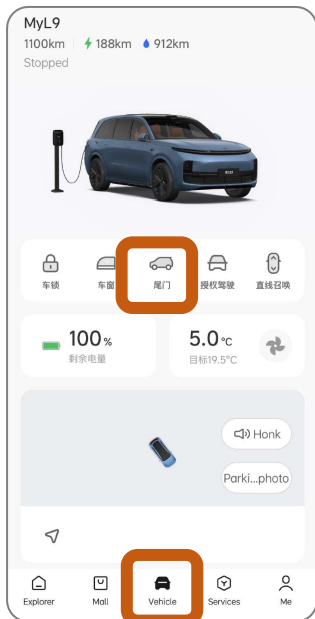 MyL9
1100km 188km 912km
Stopped
车锁 车窗 尾门 授权驾驶 直线召唤
100% 5.0℃
剩余电量 目标19.5℃
Honk
Parki...photo
Explorer Mall Vehicle Services Me